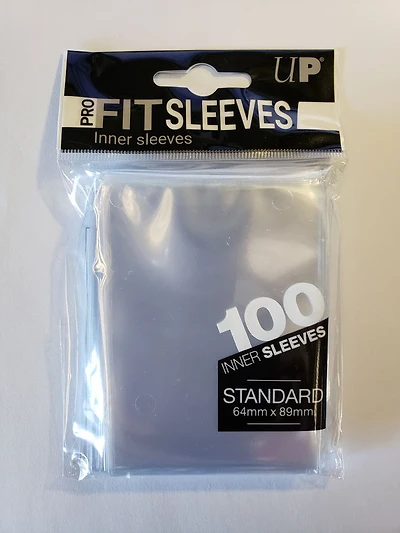 UP®
PRO FIT SLEEVES
Inner sleeves
100
INNER SLEEVES
STANDARD
64mm x 89mm